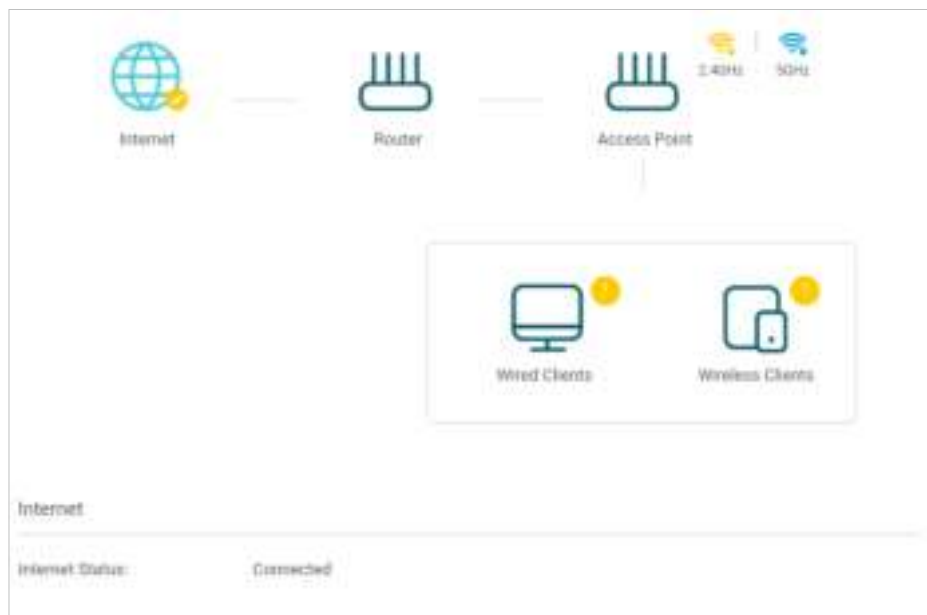 2.4GHz 5GHz
Internet Router Access Point
Wired Clients Wireless Clients
Internet
Internet Status: Connected